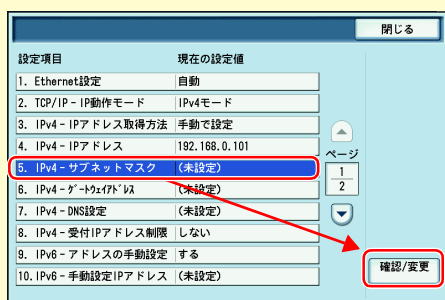 閉じる
設定項目 現在の設定値
1. Ethernet設定 自動
2. TCP/IP - IP動作モード IPv4モード
3. IPv4 - IPアドレス取得方法 手動で設定
4. IPv4 - IPアドレス 192.168.0.101
5. IPv4 - サブネットマスク (未設定)
6. IPv4 - ゲートウェイアドレス (未設定)
7. IPv4 - DNS設定 (未設定)
8. IPv4 - 受付IPアドレス制限 しない
9. IPv6 - アドレスの手動設定 する
10. IPv6 - 手動設定IPアドレス (未設定)
ページ
1
2
確認/変更